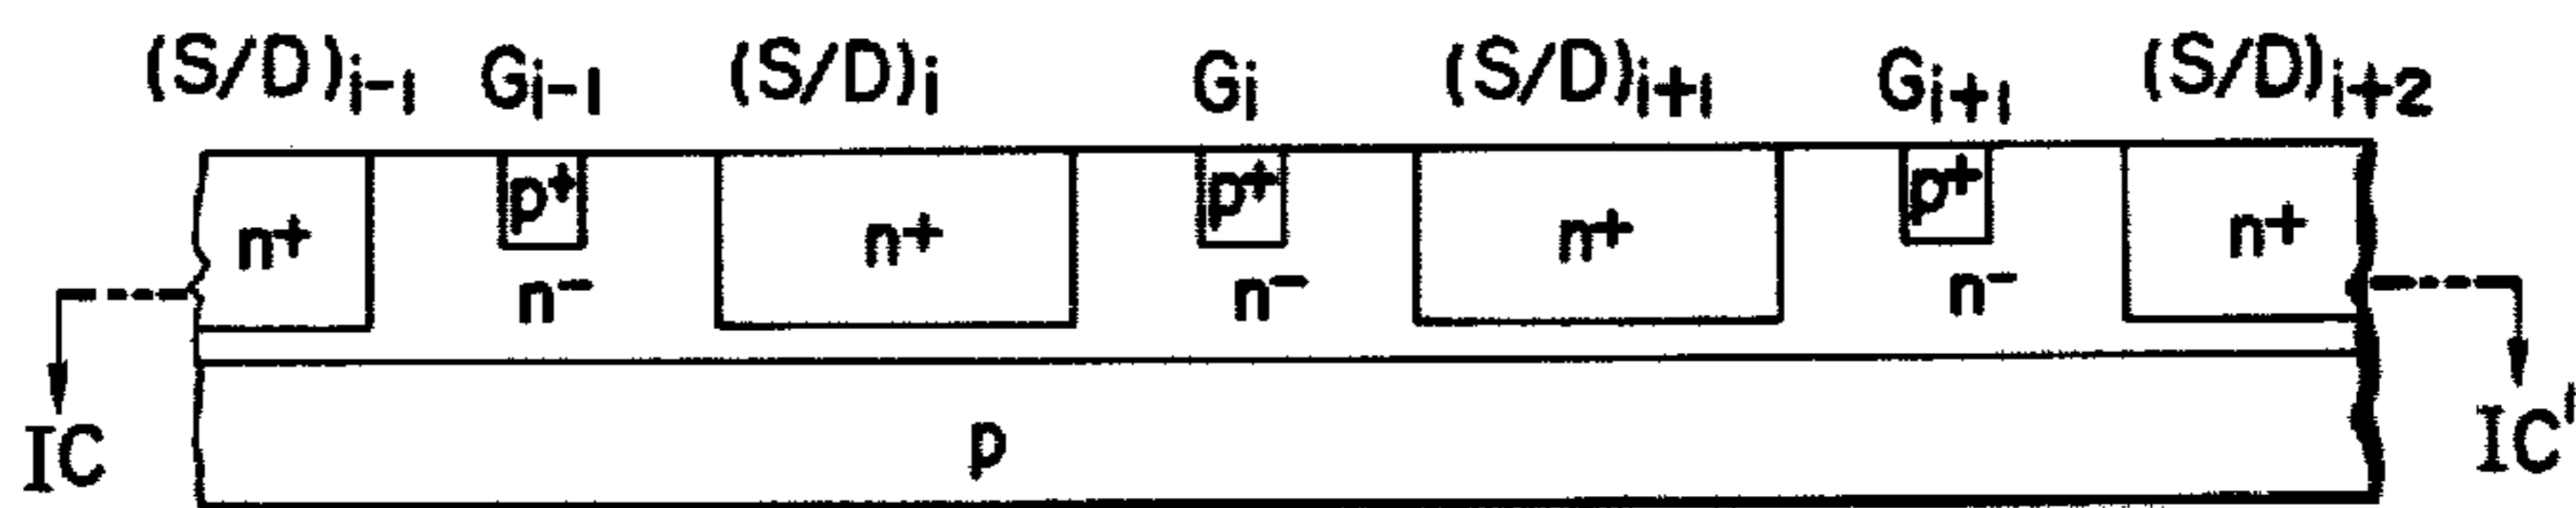 (S/D)i-1 Gi-1 (S/D)i Gi (S/D)i+1 Gi+1 (S/D)i+2
p+ p+ p+
n+ n+ n+ n+
n- n- n-
IC p IC'